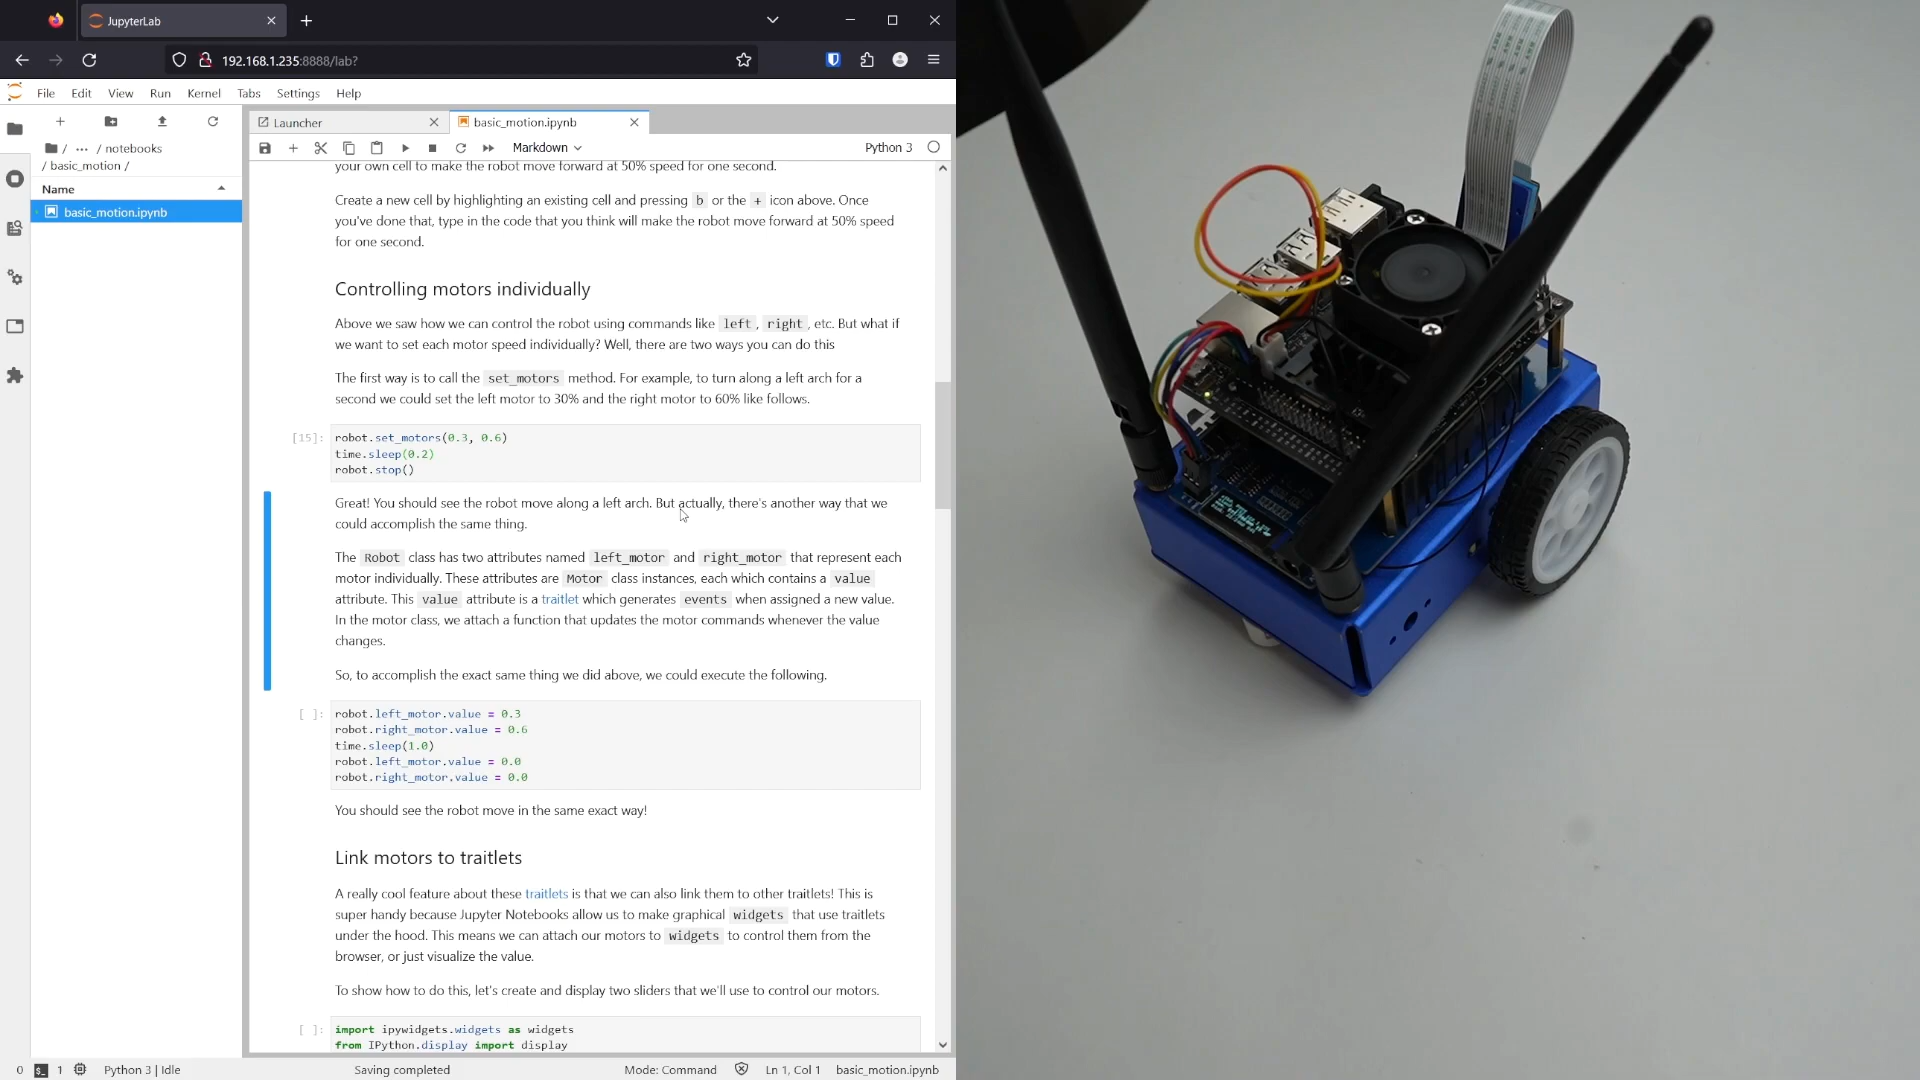 JupyterLab
192.168.1.235:8888/lab?
File Edit View Run Kernel Tabs Settings Help
Launcher
basic_motion.ipynb
/ ... / notebooks
/ basic_motion /
Name
basic_motion.ipynb
Markdown
Python 3
your own cell to make the robot move forward at 50% speed for one second.
Create a new cell by highlighting an existing cell and pressing b or the + icon above. Once
you've done that, type in the code that you think will make the robot move forward at 50% speed
for one second.
Controlling motors individually
Above we saw how we can control the robot using commands like left, right, etc. But what if
we want to set each motor speed individually? Well, there are two ways you can do this
The first way is to call the set_motors method. For example, to turn along a left arch for a
second we could set the left motor to 30% and the right motor to 60% like follows.
[15]: robot.set_motors(0.3, 0.6)
time.sleep(0.2)
robot.stop()
Great! You should see the robot move along a left arch. But actually, there's another way that we
could accomplish the same thing.
The Robot class has two attributes named left_motor and right_motor that represent each
motor individually. These attributes are Motor class instances, each which contains a value
attribute. This value attribute is a traitlet which generates events when assigned a new value.
In the motor class, we attach a function that updates the motor commands whenever the value
changes.
So, to accomplish the exact same thing we did above, we could execute the following.
[ ]: robot.left_motor.value = 0.3
robot.right_motor.value = 0.6
time.sleep(1.0)
robot.left_motor.value = 0.0
robot.right_motor.value = 0.0
You should see the robot move in the same exact way!
Link motors to traitlets
A really cool feature about these traitlets is that we can also link them to other traitlets! This is
super handy because Jupyter Notebooks allow us to make graphical widgets that use traitlets
under the hood. This means we can attach our motors to widgets to control them from the
browser, or just visualize the value.
To show how to do this, let's create and display two sliders that we'll use to control our motors.
[ ]: import ipywidgets.widgets as widgets
from IPython.display import display
0 1 Python 3 | Idle Saving completed Mode: Command Ln 1, Col 1 basic_motion.ipynb